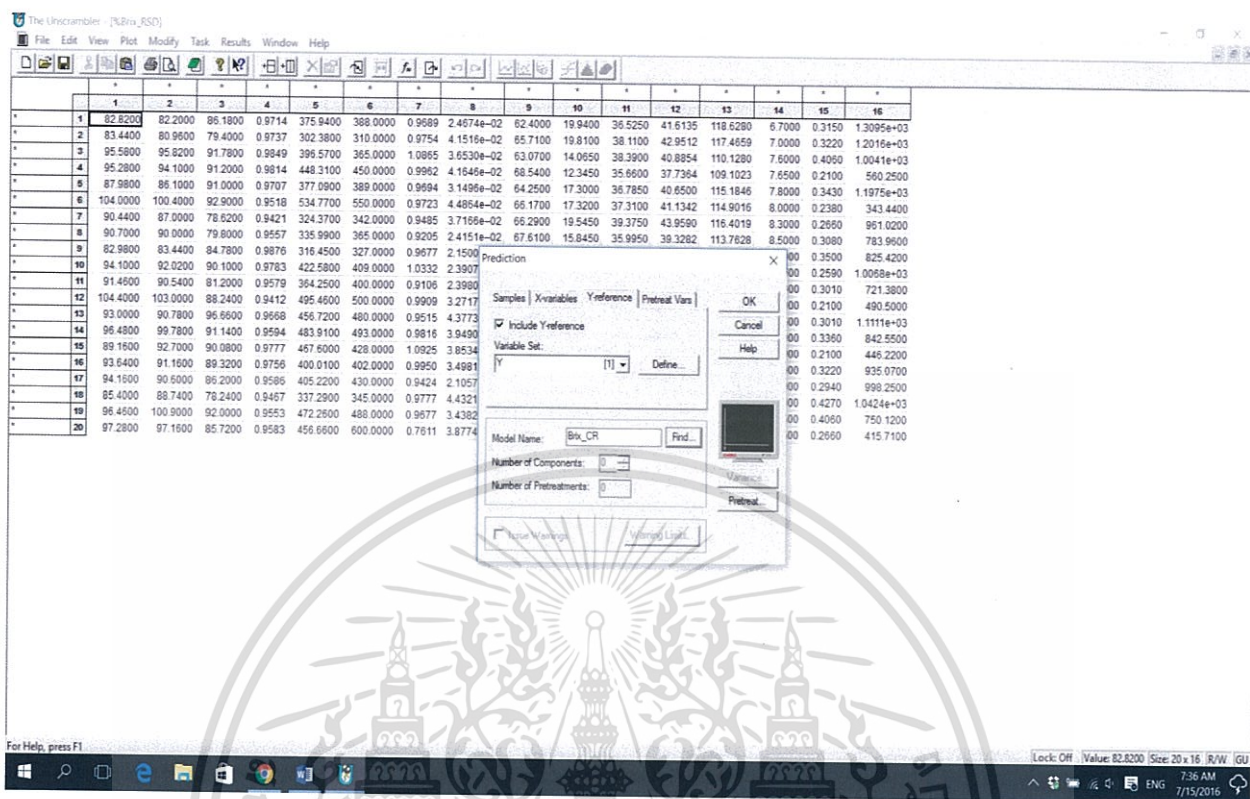 The Unscrambler - [%Brix_RSD]
File Edit View Plot Modify Task Results Window Help
1 2 3 4 5 6 7 8 9 10 11 12 13 14 15 16
1 82.8200 82.2000 86.1800 0.9714 375.9400 388.0000 0.9689 2.4674e-02 62.4000 19.9400 36.5250 41.6135 118.6280 6.7000 0.3150 1.3095e+03
2 83.4400 80.9600 79.4000 0.9737 302.3800 310.0000 0.9754 4.1516e-02 65.7100 19.8100 38.1100 42.9512 117.4659 7.0000 0.3220 1.2016e+03
3 95.5800 95.8200 91.7800 0.9849 396.5700 365.0000 1.0865 3.6530e-02 63.0700 14.0650 38.3900 40.8854 110.1280 7.6000 0.4060 1.0041e+03
4 95.2800 94.1000 91.2000 0.9814 448.3100 450.0000 0.9962 4.1646e-02 68.5400 12.3450 35.6600 37.7364 109.1023 7.6500 0.2100 560.2500
5 87.9800 86.1000 91.0000 0.9707 377.0900 389.0000 0.9694 3.1496e-02 64.2500 17.3000 36.7850 40.6500 115.1846 7.8000 0.3430 1.1975e+03
6 104.0000 100.4000 92.9000 0.9518 534.7700 550.0000 0.9723 4.4864e-02 66.1700 17.3200 37.3100 41.1342 114.9016 8.0000 0.2380 343.4400
7 90.4400 87.0000 78.6200 0.9421 324.3700 342.0000 0.9485 3.7166e-02 66.2900 19.5450 39.3750 43.9590 116.4019 8.3000 0.2660 961.0200
8 90.7000 90.0000 79.8000 0.9557 335.9900 365.0000 0.9205 2.4151e-02 67.6100 15.8450 35.9950 39.3282 113.7628 8.5000 0.3080 783.9600
9 82.9800 83.4400 84.7800 0.9876 316.4500 327.0000 0.9677 2.1500 00 0.3500 825.4200
10 94.1000 92.0200 90.1000 0.9783 422.5800 409.0000 1.0332 2.3907 00 0.2590 1.0068e+03
11 91.4600 90.5400 81.2000 0.9579 364.2500 400.0000 0.9106 2.3980 00 0.3010 721.3800
12 104.4000 103.0000 88.2400 0.9412 495.4600 500.0000 0.9909 3.2717 00 0.2100 490.5000
13 93.0000 90.7800 96.6600 0.9668 456.7200 480.0000 0.9515 4.3773 00 0.3010 1.1111e+03
14 96.4800 99.7800 91.1400 0.9594 483.9100 493.0000 0.9816 3.9490 00 0.3360 842.5500
15 89.1600 92.7000 90.0800 0.9777 467.6000 428.0000 1.0925 3.8534 00 0.2100 446.2200
16 93.6400 91.1600 89.3200 0.9756 400.0100 402.0000 0.9950 3.4981 00 0.3220 935.0700
17 94.1600 90.6000 86.2000 0.9586 405.2200 430.0000 0.9424 2.1057 00 0.2940 998.2500
18 85.4000 88.7400 78.2400 0.9467 337.2900 345.0000 0.9777 4.4321 00 0.4270 1.0424e+03
19 96.4600 100.9000 92.0000 0.9553 472.2600 488.0000 0.9677 3.4382 00 0.4060 750.1200
20 97.2800 97.1600 85.7200 0.9583 456.6600 600.0000 0.7611 3.8774 00 0.2660 415.7100
Prediction
Samples X-variables Y-reference Pretreat Vars
OK
Include Y-reference
Cancel
Variable Set:
Help
Y [1]
Define...
Model Name: Brix_CR Find...
Number of Components: 0
Variance...
Number of Pretreatments: 0
Pretreat...
Issue Warnings
Warning Limits...
For Help, press F1
Lock: Off Value: 82.8200 Size: 20 x 16 R/W GU
ENG
7:36 AM
7/15/2016